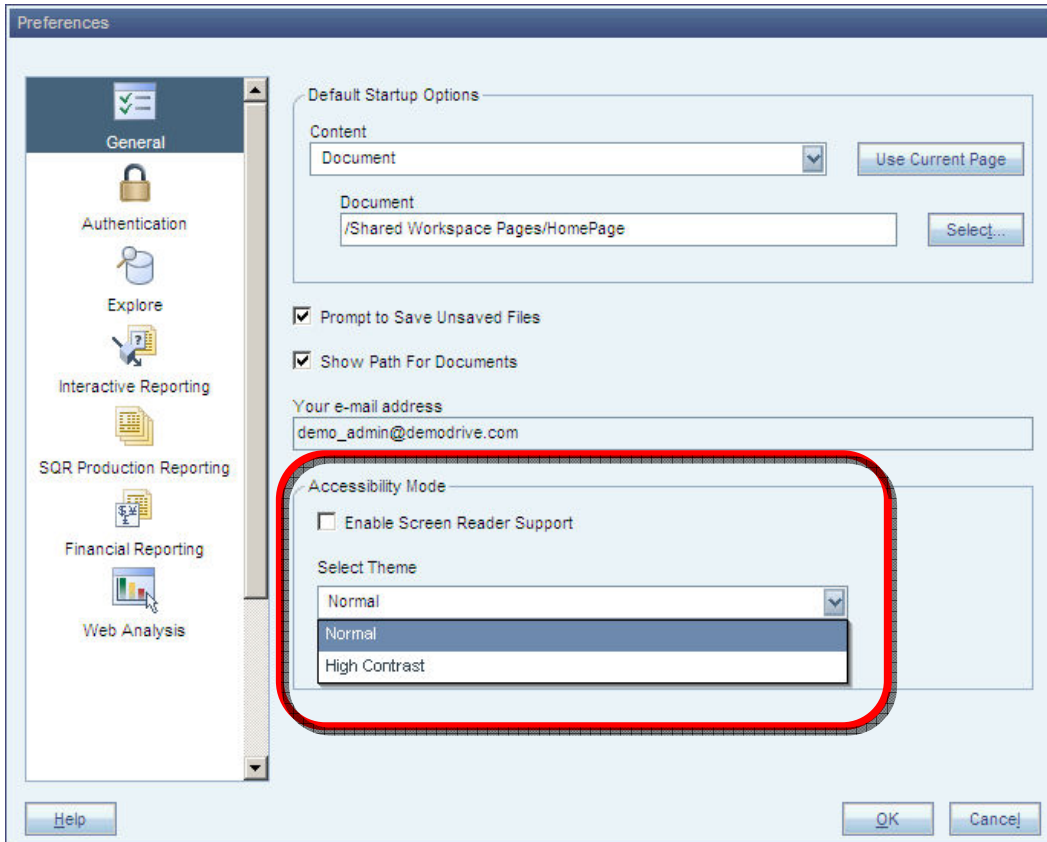 Preferences
General
Authentication
Explore
Interactive Reporting
SQR Production Reporting
Financial Reporting
Web Analysis
Default Startup Options
Content
Document
Use Current Page
Document
/Shared Workspace Pages/HomePage
Select...
Prompt to Save Unsaved Files
Show Path For Documents
Your e-mail address
demo_admin@demodrive.com
Accessibility Mode
Enable Screen Reader Support
Select Theme
Normal
Normal
High Contrast
Help
OK
Cancel